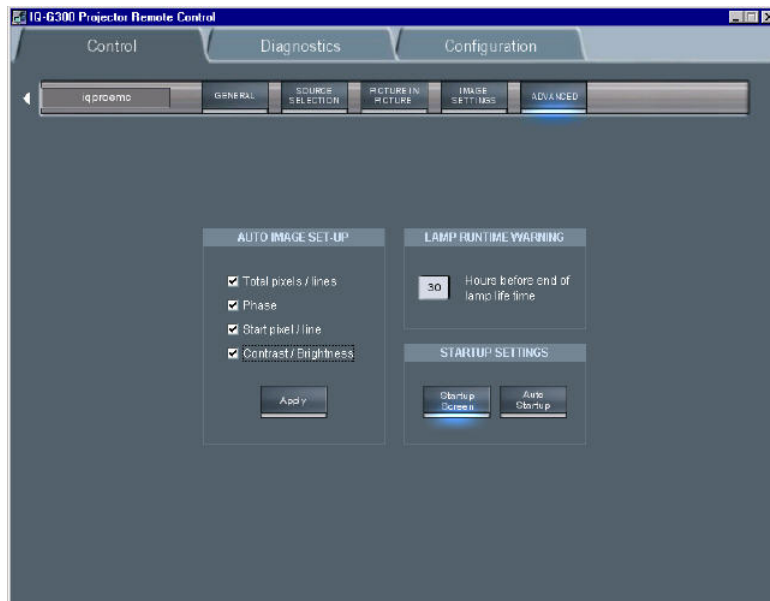 IQ-G300 Projector Remote Control
Control
Diagnostics
Configuration
iqproemo
GENERAL
SOURCE
SELECTION
PICTURE IN
PICTURE
IMAGE
SETTINGS
ADVANCED
AUTO IMAGE SET-UP
Total pixels / lines
Phase
Start pixel / line
Contrast / Brightness
Apply
LAMP RUNTIME WARNING
30
Hours before end of
lamp life time
STARTUP SETTINGS
Startup
Screen
Auto
Startup